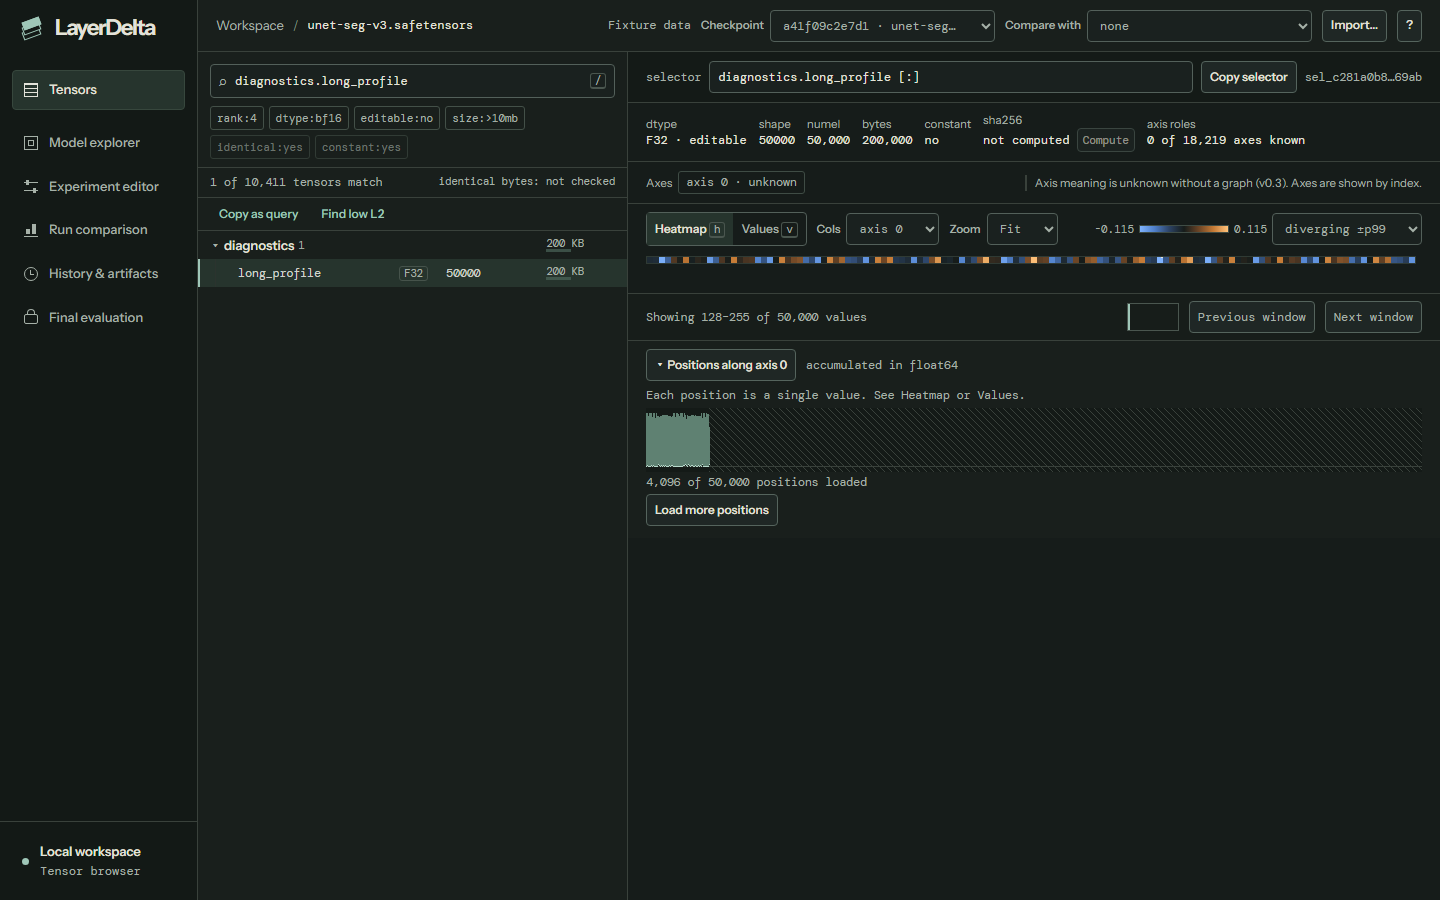 LayerDelta
Workspace / unet-seg-v3.safetensors
Fixture data Checkpoint a41f09c2e7d1 · unet-seg… Compare with none Import… ?
Tensors
Model explorer
Experiment editor
Run comparison
History & artifacts
Final evaluation
Local workspace
Tensor browser
diagnostics.long_profile /
rank:4 dtype:bf16 editable:no size:>10mb
identical:yes constant:yes
1 of 10,411 tensors match identical bytes: not checked
Copy as query Find low L2
diagnostics 1 200 KB
long_profile F32 50000 200 KB
selector diagnostics.long_profile [:] Copy selector sel_c281a0b8…69ab
dtype shape numel bytes constant sha256 axis roles
F32 · editable 50000 50,000 200,000 no not computed Compute 0 of 18,219 axes known
Axes axis 0 · unknown Axis meaning is unknown without a graph (v0.3). Axes are shown by index.
Heatmap h Values v Cols axis 0 Zoom Fit -0.115 0.115 diverging ±p99
Showing 128–255 of 50,000 values Previous window Next window
Positions along axis 0 accumulated in float64
Each position is a single value. See Heatmap or Values.
4,096 of 50,000 positions loaded
Load more positions